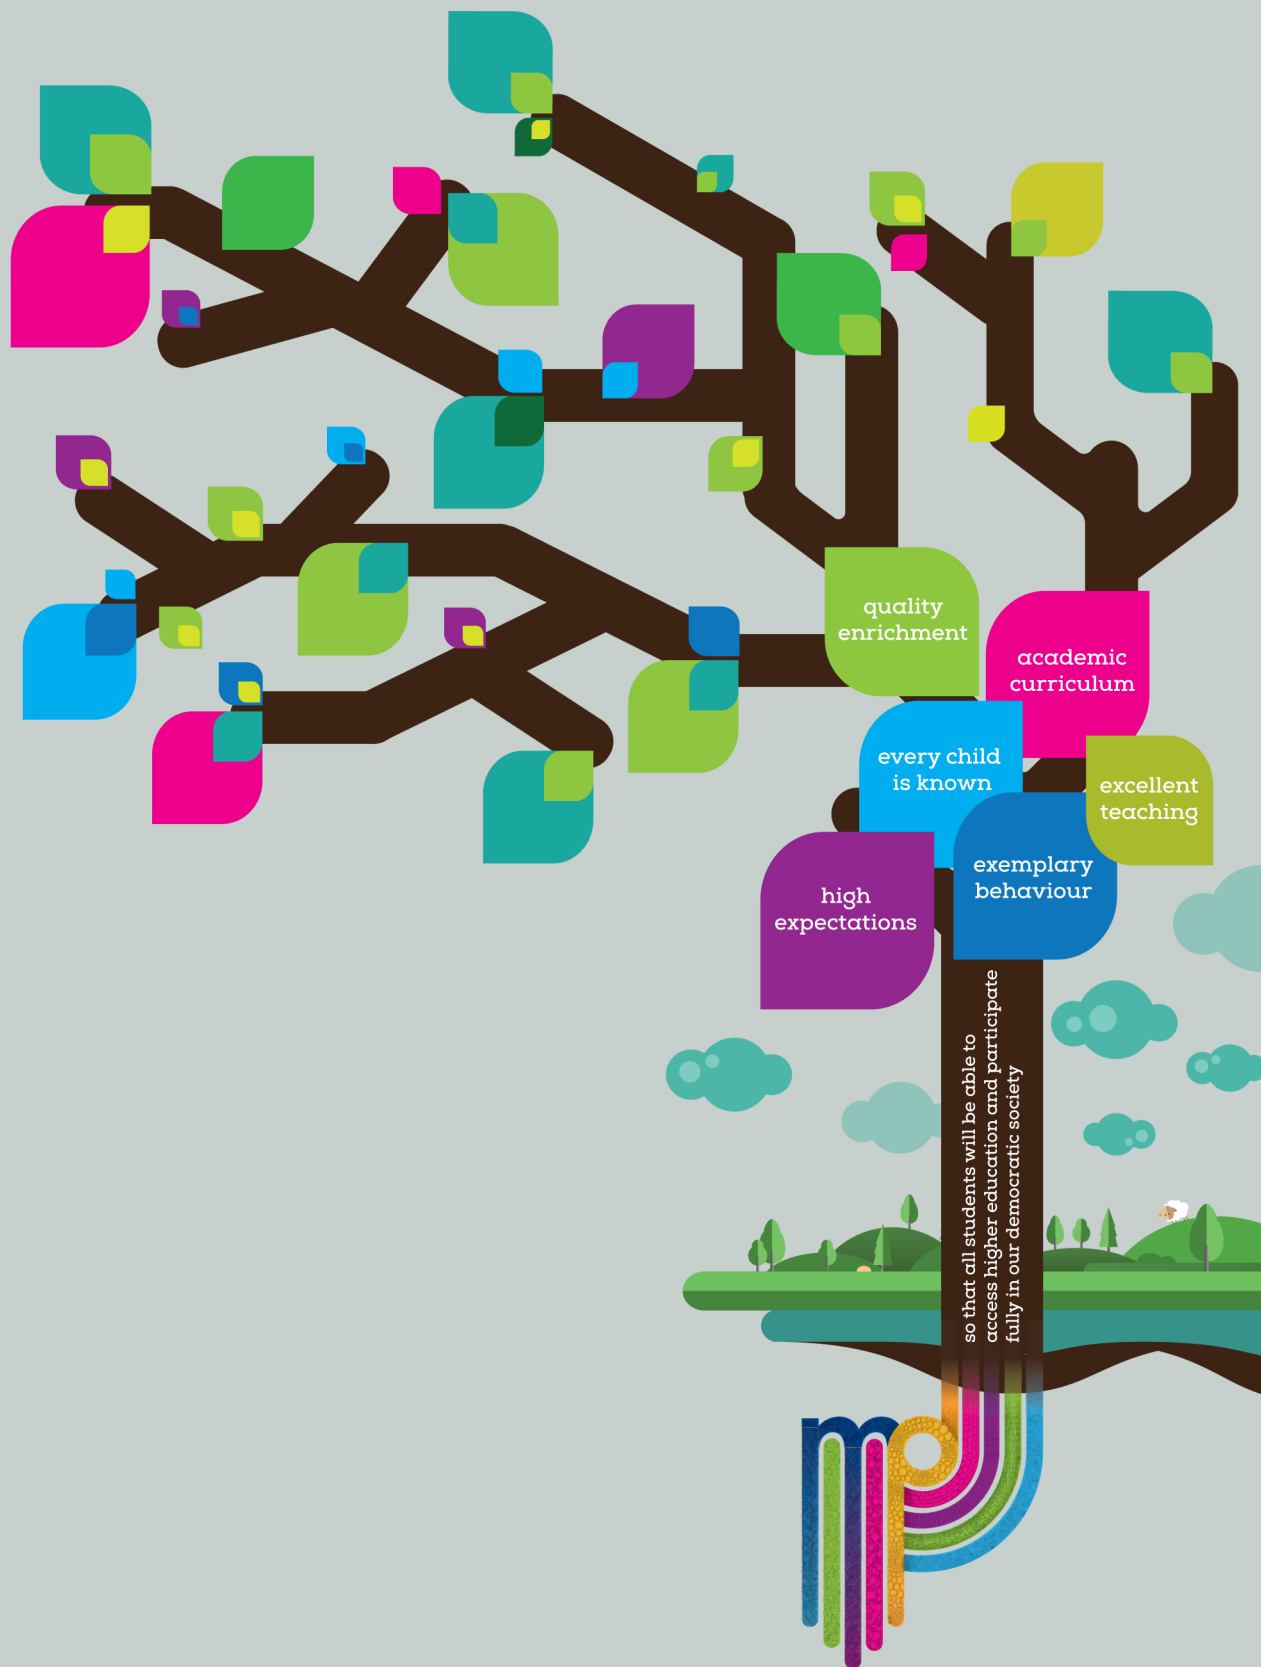 quality
enrichment
academic
curriculum
every child
is known
excellent
teaching
exemplary
behaviour
high
expectations
so that all students will be able to
access higher education and participate
fully in our democratic society